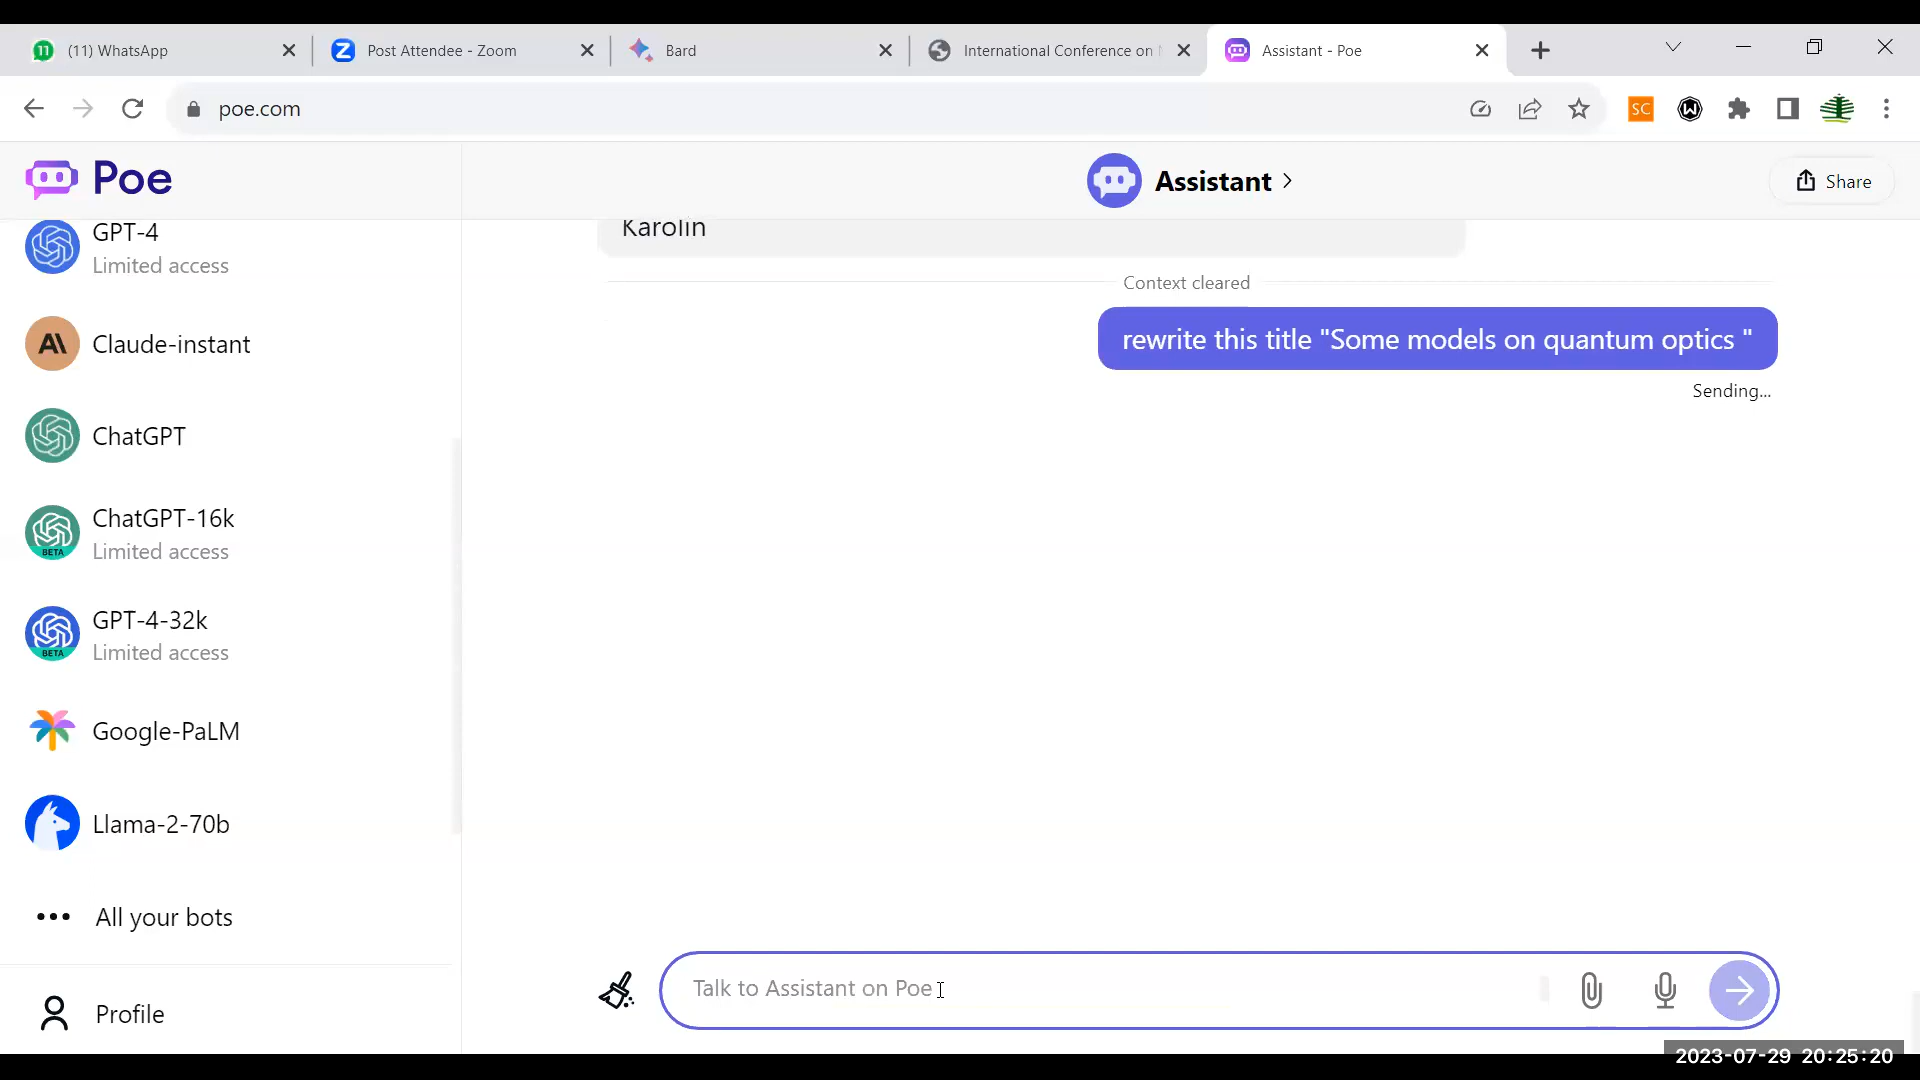 (11) WhatsApp
Post Attendee - Zoom
Bard
International Conference on
Assistant - Poe
poe.com
SC
Poe
Assistant
Share
GPT-4
Limited access
Karolin
Context cleared
rewrite this title "Some models on quantum optics "
Sending...
Claude-instant
ChatGPT
ChatGPT-16k
BETA
Limited access
GPT-4-32k
BETA
Limited access
Google-PaLM
Llama-2-70b
All your bots
Talk to Assistant on Poe
Profile
2023-07-29 20:25:20